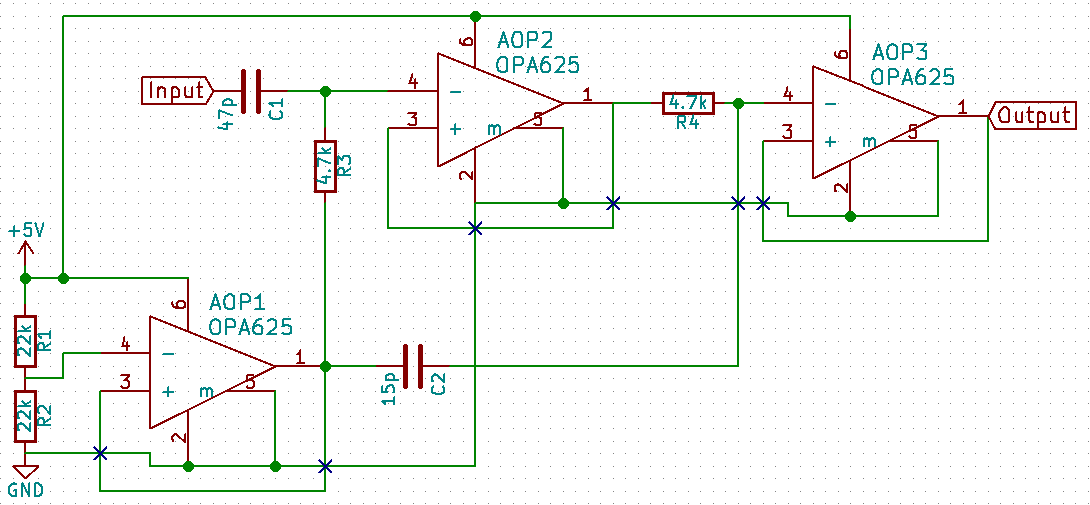 AOP2
OPA625
6
AOP3
OPA625
6
Input
47p
C1
4
−
1
3
+
m
5
2
4.7k
R4
4
−
1
Output
3
+
m
5
2
4.7k
R3
+5V
6
AOP1
OPA625
22k
R1
4
−
1
3
+
m
5
2
15p
C2
22k
R2
GND